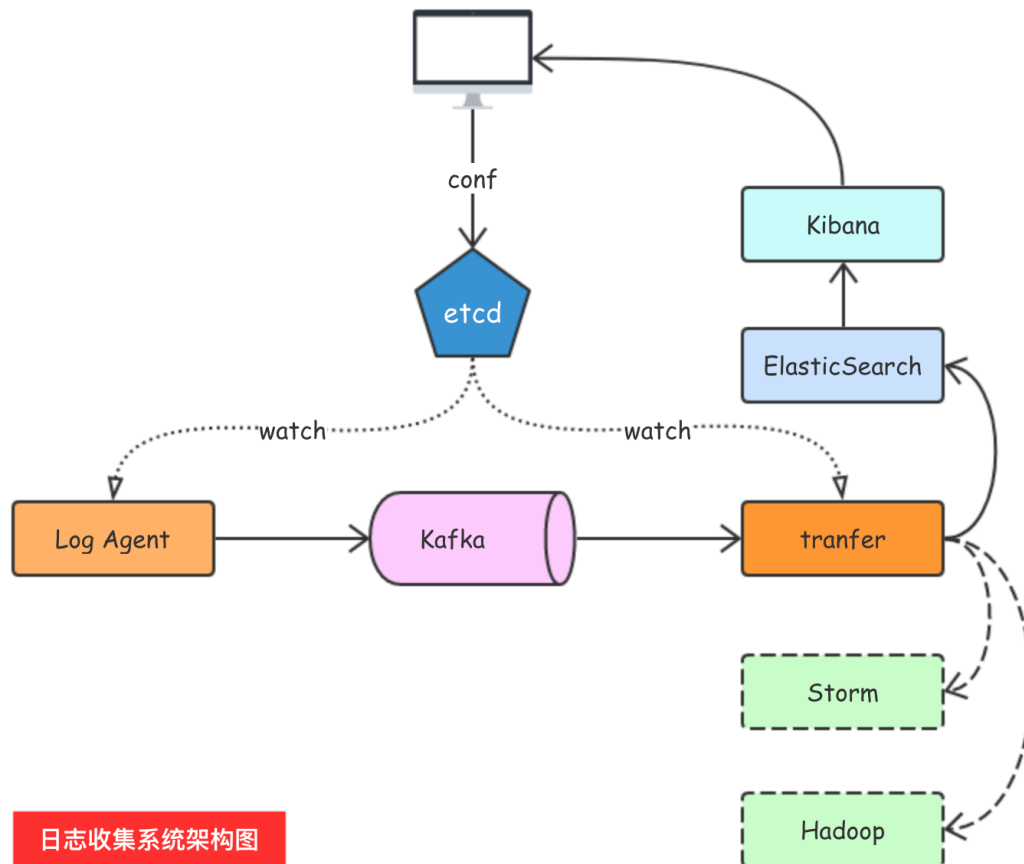 conf
Kibana
etcd
ElasticSearch
watch
watch
Log Agent
Kafka
tranfer
Storm
Hadoop
日志收集系统架构图